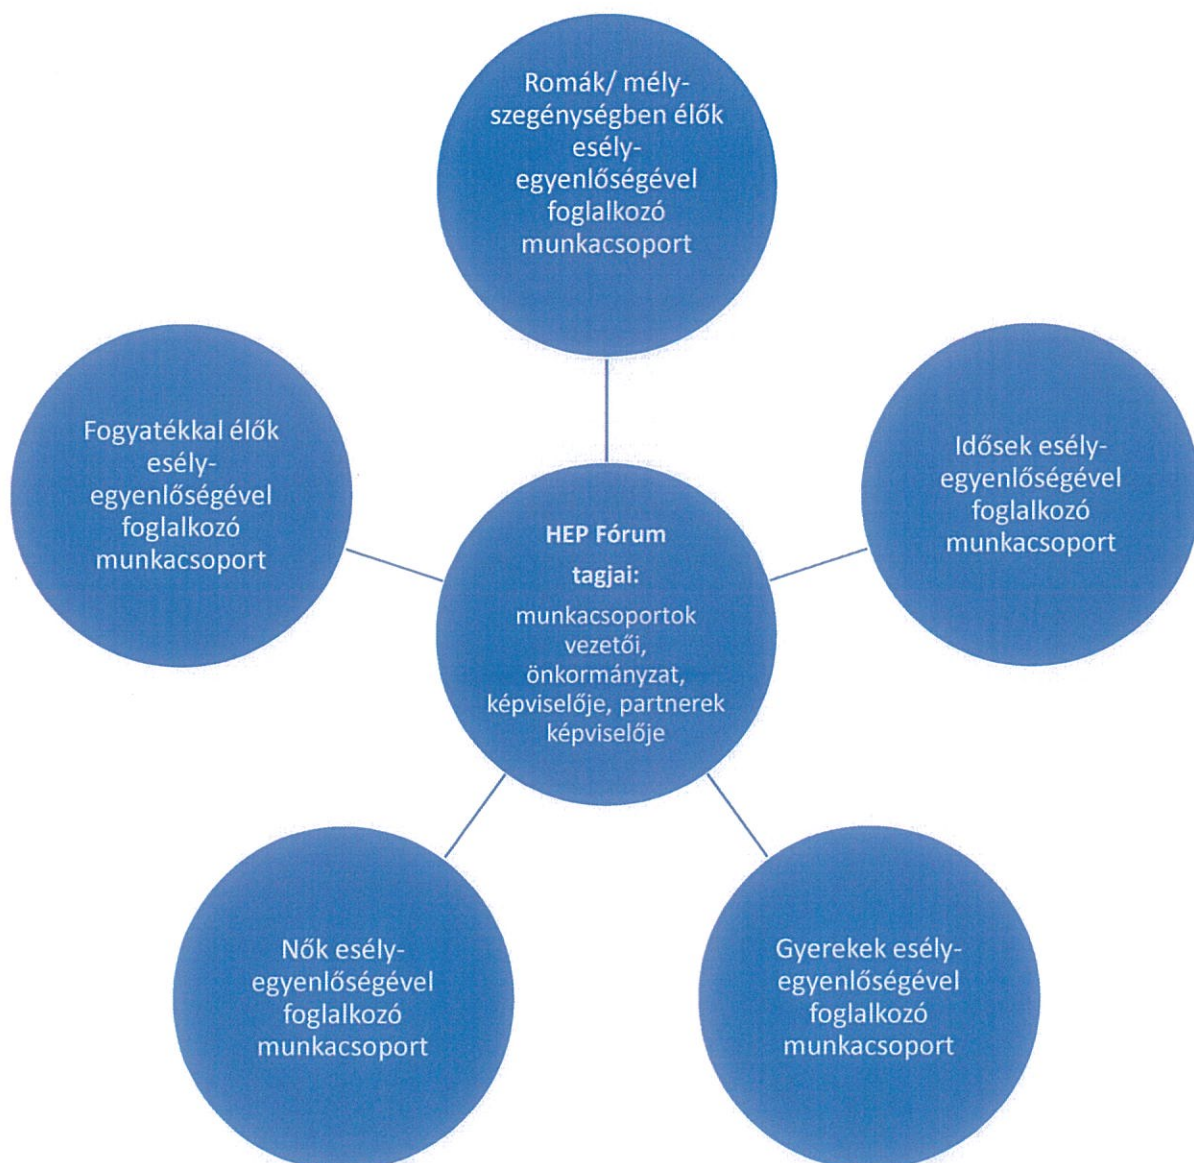 Romák/ mély-
szegénységben élők
esély-
egyenlőségével
foglalkozó
munkacsoport
Fogyatékkal élők
esély-
egyenlőségével
foglalkozó
munkacsoport
Idősek esély-
egyenlőségével
foglalkozó
munkacsoport
HEP Fórum
tagjai:
munkacsoportok
vezetői,
önkormányzat,
képviselője, partnerek
képviselője
Nők esély-
egyenlőségével
foglalkozó
munkacsoport
Gyerekek esély-
egyenlőségével
foglalkozó
munkacsoport